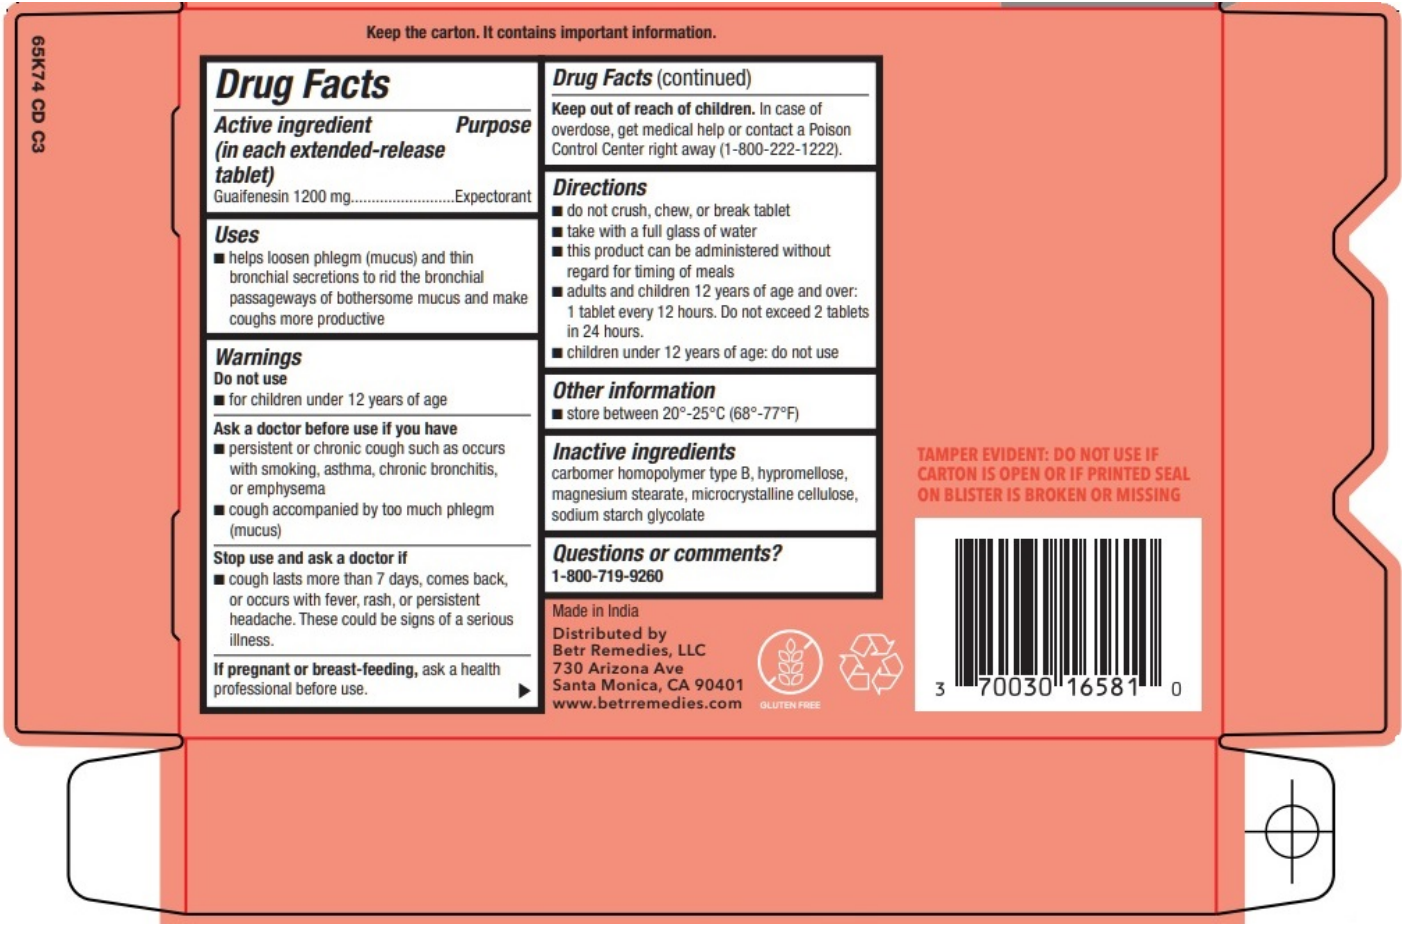 65K74 CD C3
Keep the carton. It contains important information.
Drug Facts
Active ingredient Purpose
(in each extended-release
tablet)
Guaifenesin 1200 mg.........................Expectorant
Uses
■ helps loosen phlegm (mucus) and thin
bronchial secretions to rid the bronchial
passageways of bothersome mucus and make
coughs more productive
Warnings
Do not use
■ for children under 12 years of age
Ask a doctor before use if you have
■ persistent or chronic cough such as occurs
with smoking, asthma, chronic bronchitis,
or emphysema
■ cough accompanied by too much phlegm
(mucus)
Stop use and ask a doctor if
■ cough lasts more than 7 days, comes back,
or occurs with fever, rash, or persistent
headache. These could be signs of a serious
illness.
If pregnant or breast-feeding, ask a health
professional before use.
Drug Facts (continued)
Keep out of reach of children. In case of
overdose, get medical help or contact a Poison
Control Center right away (1-800-222-1222).
Directions
■ do not crush, chew, or break tablet
■ take with a full glass of water
■ this product can be administered without
regard for timing of meals
■ adults and children 12 years of age and over:
1 tablet every 12 hours. Do not exceed 2 tablets
in 24 hours.
■ children under 12 years of age: do not use
Other information
■ store between 20°-25°C (68°-77°F)
Inactive ingredients
carbomer homopolymer type B, hypromellose,
magnesium stearate, microcrystalline cellulose,
sodium starch glycolate
Questions or comments?
1-800-719-9260
Made in India
Distributed by
Betr Remedies, LLC
730 Arizona Ave
Santa Monica, CA 90401
www.betrremedies.com
GLUTEN FREE
TAMPER EVIDENT: DO NOT USE IF
CARTON IS OPEN OR IF PRINTED SEAL
ON BLISTER IS BROKEN OR MISSING
3 70030 16581 0